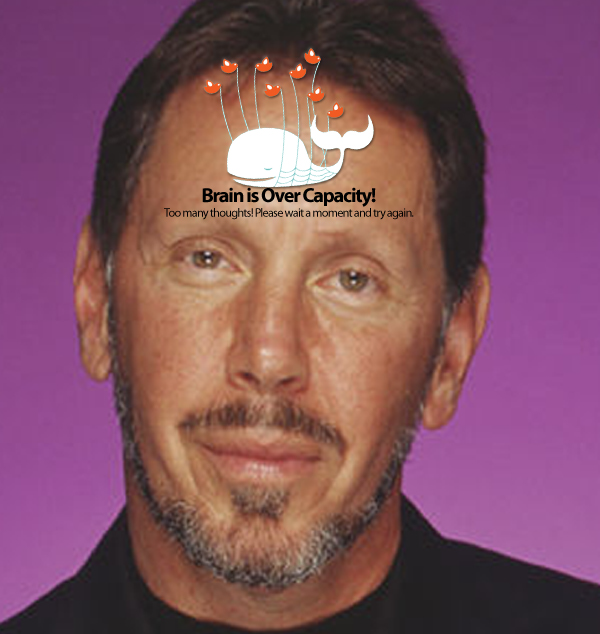 Brain is Over Capacity!
Too many thoughts! Please wait a moment and try again.